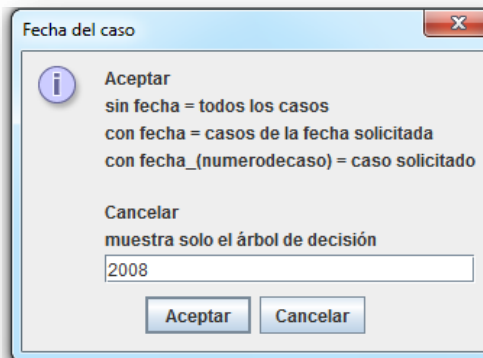 Fecha del caso
Aceptar
sin fecha = todos los casos
con fecha = casos de la fecha solicitada
con fecha_(numerodecaso) = caso solicitado
Cancelar
muestra solo el árbol de decisión
2008
Aceptar Cancelar